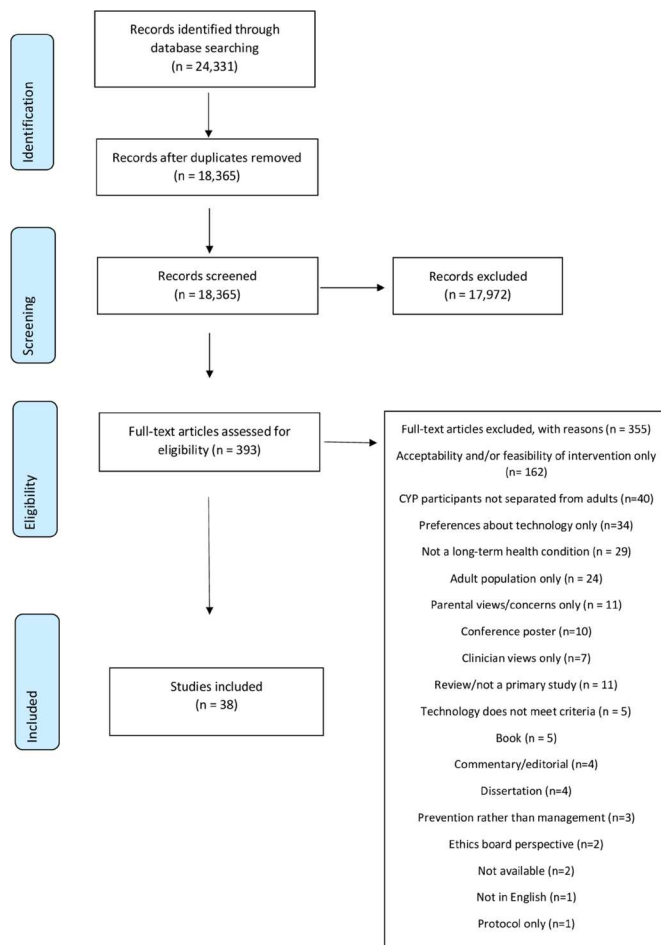 Identification
Records identified through
database searching
(n = 24,331)
Records after duplicates removed
(n = 18,365)
Screening
Records screened
(n = 18,365)
Records excluded
(n = 17,972)
Eligibility
Full-text articles assessed for
eligibility (n = 393)
Full-text articles excluded, with reasons (n = 355)
Acceptability and/or feasibility of intervention only
(n= 162)
CYP participants not separated from adults (n=40)
Preferences about technology only (n=34)
Not a long-term health condition (n = 29)
Adult population only (n = 24)
Parental views/concerns only (n = 11)
Conference poster (n=10)
Clinician views only (n=7)
Review/not a primary study (n = 11)
Technology does not meet criteria (n = 5)
Book (n = 5)
Commentary/editorial (n=4)
Dissertation (n=4)
Prevention rather than management (n=3)
Ethics board perspective (n=2)
Not available (n=2)
Not in English (n=1)
Protocol only (n=1)
Included
Studies included
(n = 38)